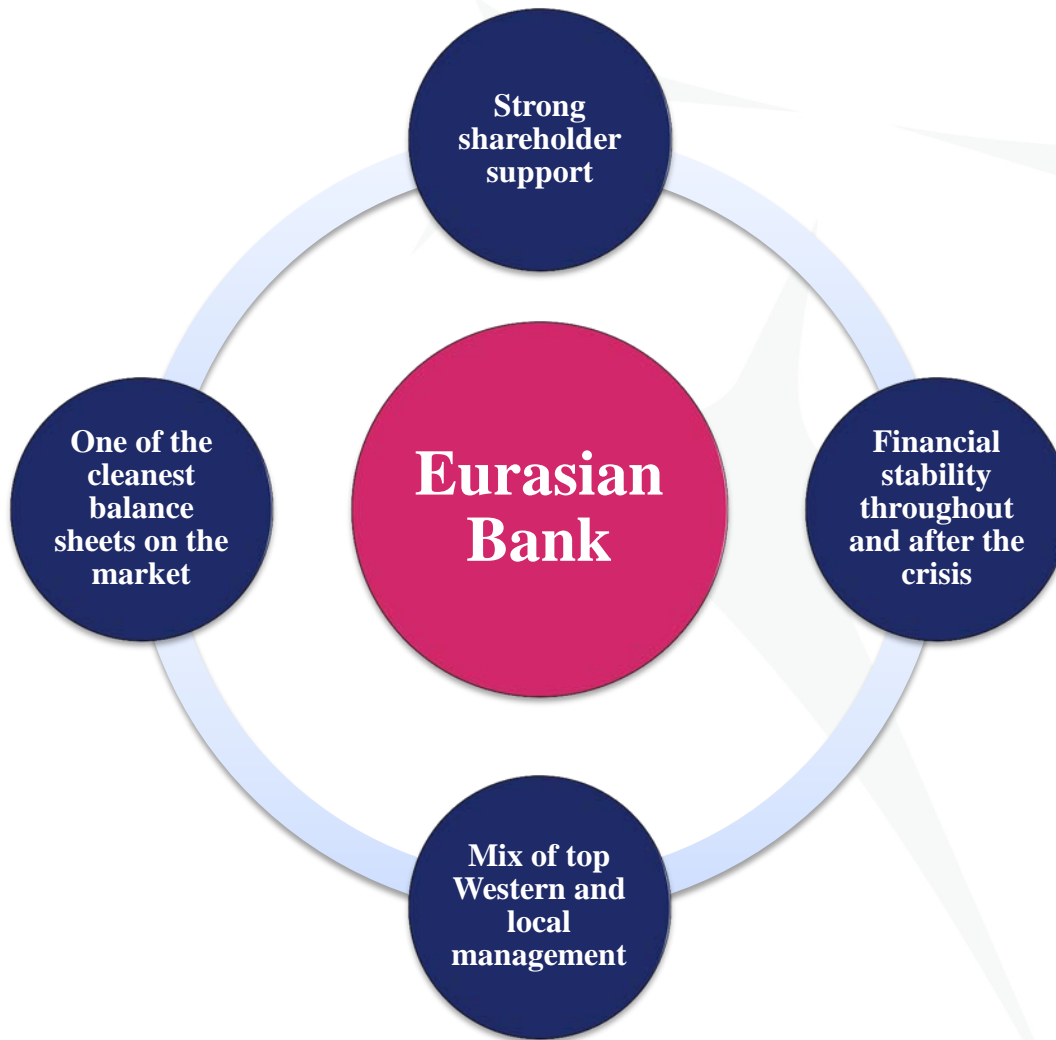 Strong
shareholder
support
Eurasian
Bank
One of the
cleanest
balance
sheets on the
market
Financial
stability
throughout
and after the
crisis
Mix of top
Western and
local
management